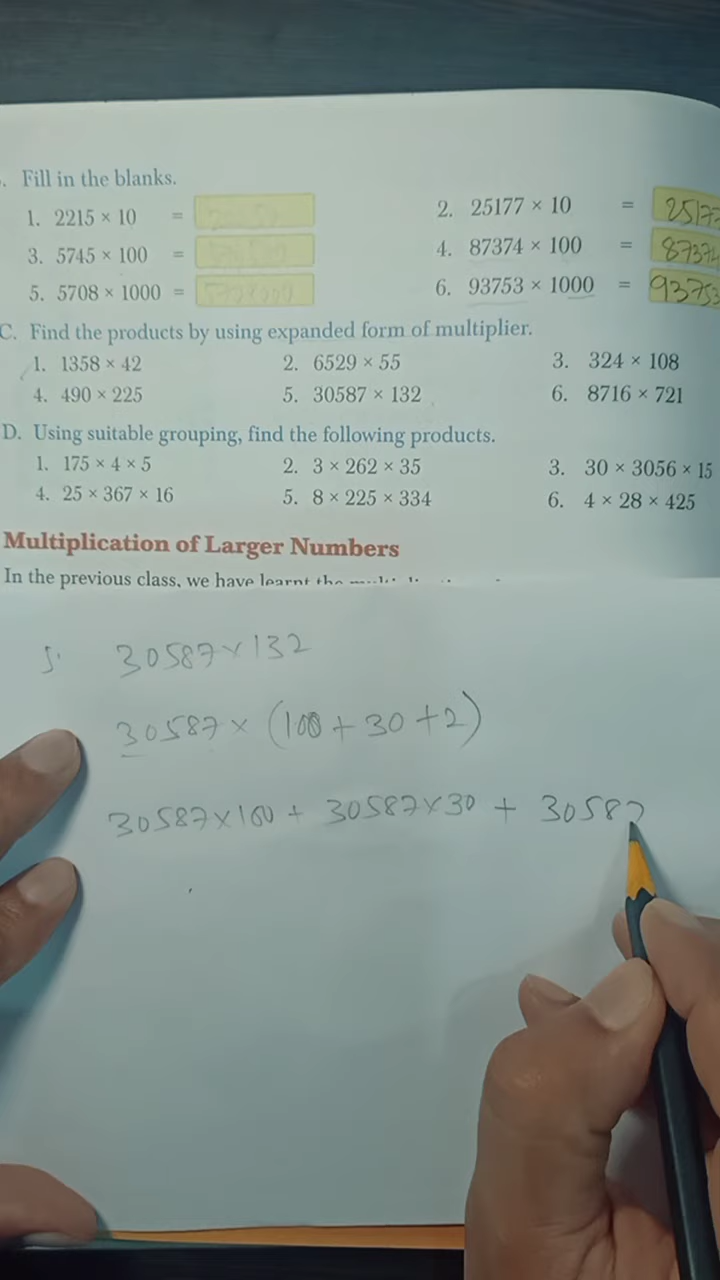 . Fill in the blanks.
1. 2215 × 10 =
2. 25177 × 10 = 25177
3. 5745 × 100 =
4. 87374 × 100 = 87374
5. 5708 × 1000 =
6. 93753 × 1000 = 93753
C. Find the products by using expanded form of multiplier.
1. 1358 × 42 2. 6529 × 55 3. 324 × 108
4. 490 × 225 5. 30587 × 132 6. 8716 × 721
D. Using suitable grouping, find the following products.
1. 175 × 4 × 5 2. 3 × 262 × 35 3. 30 × 3056 × 15
4. 25 × 367 × 16 5. 8 × 225 × 334 6. 4 × 28 × 425
Multiplication of Larger Numbers
In the previous class, we have learnt the
5. 30587 × 132
30587 × (100 + 30 + 2)
30587 × 100 + 30587 × 30 + 30587